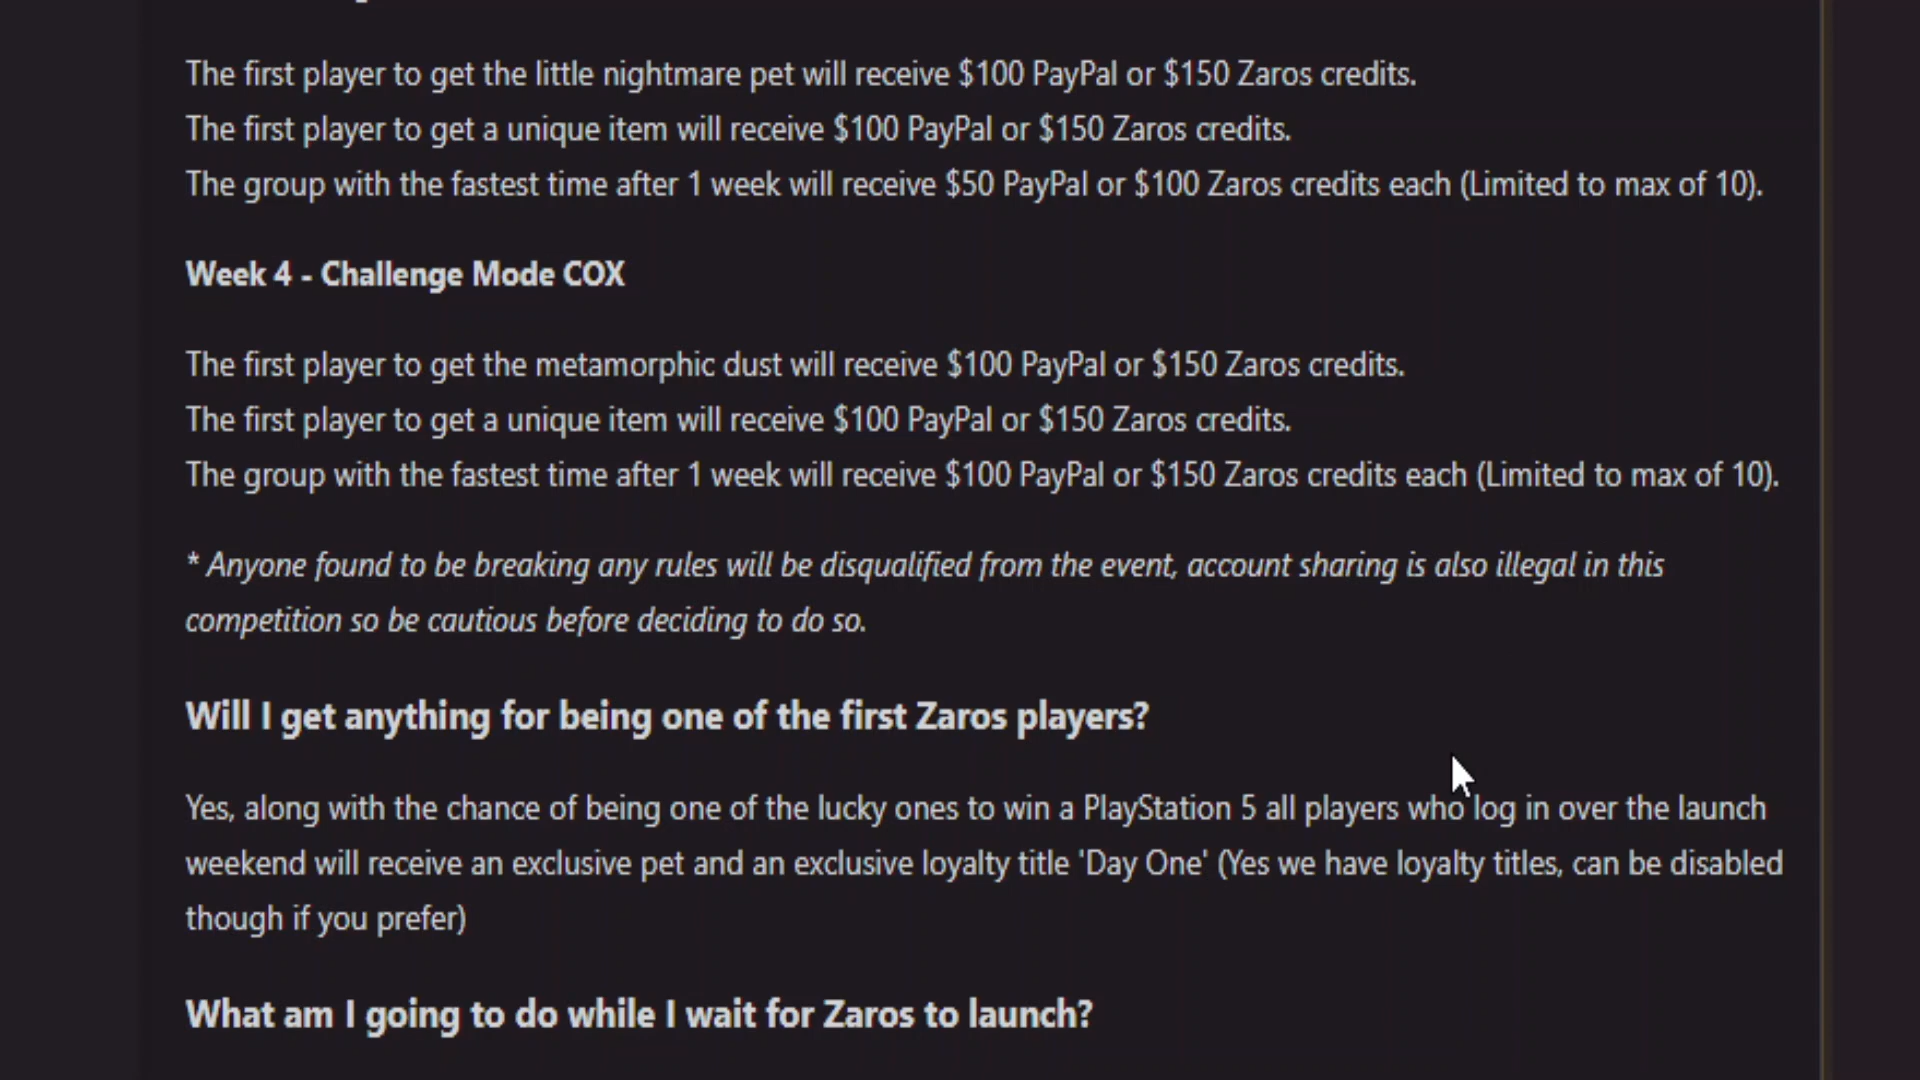 The first player to get the little nightmare pet will receive $100 PayPal or $150 Zaros credits.
The first player to get a unique item will receive $100 PayPal or $150 Zaros credits.
The group with the fastest time after 1 week will receive $50 PayPal or $100 Zaros credits each (Limited to max of 10).
Week 4 - Challenge Mode COX
The first player to get the metamorphic dust will receive $100 PayPal or $150 Zaros credits.
The first player to get a unique item will receive $100 PayPal or $150 Zaros credits.
The group with the fastest time after 1 week will receive $100 PayPal or $150 Zaros credits each (Limited to max of 10).
* Anyone found to be breaking any rules will be disqualified from the event, account sharing is also illegal in this
competition so be cautious before deciding to do so.
Will I get anything for being one of the first Zaros players?
Yes, along with the chance of being one of the lucky ones to win a PlayStation 5 all players who log in over the launch
weekend will receive an exclusive pet and an exclusive loyalty title 'Day One' (Yes we have loyalty titles, can be disabled
though if you prefer)
What am I going to do while I wait for Zaros to launch?